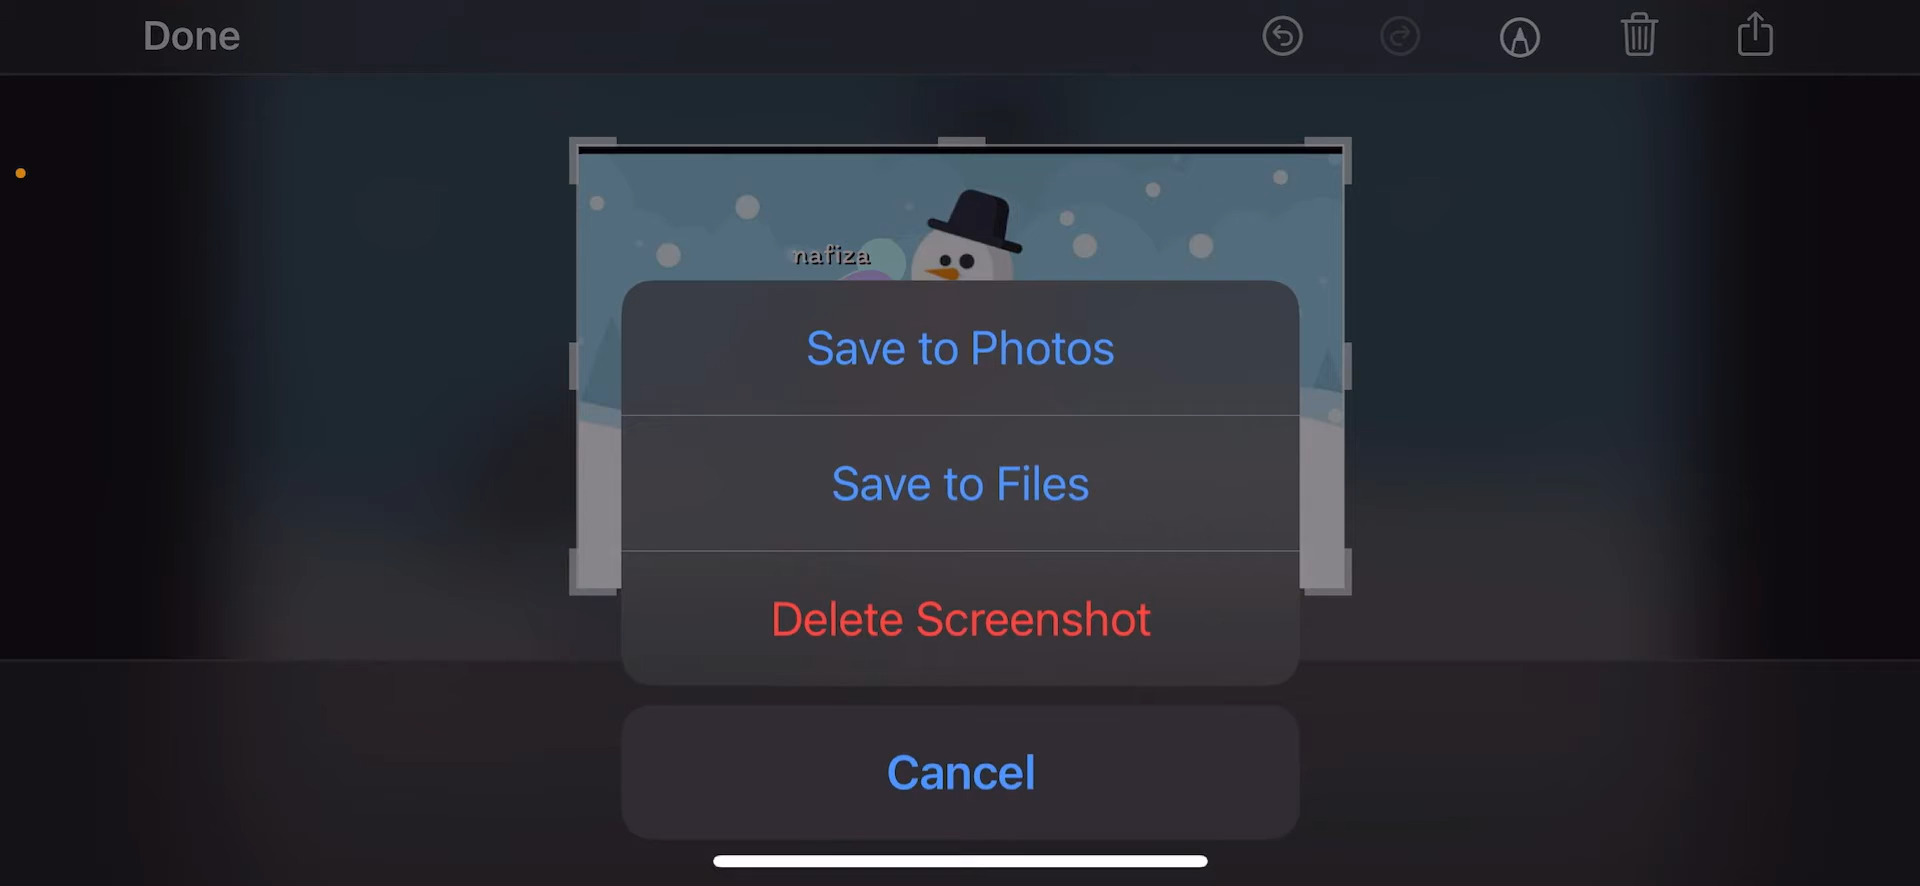 Done
nafiza
Save to Photos
Save to Files
Delete Screenshot
Cancel